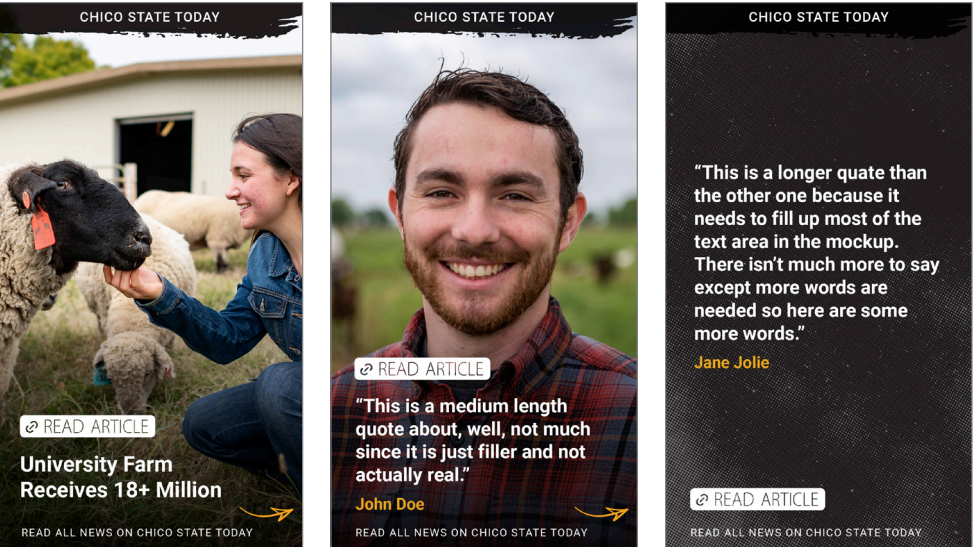 CHICO STATE TODAY
READ ARTICLE
University Farm
Receives 18+ Million
READ ALL NEWS ON CHICO STATE TODAY
CHICO STATE TODAY
READ ARTICLE
“This is a medium length
quote about, well, not much
since it is just filler and not
actually real.”
John Doe
READ ALL NEWS ON CHICO STATE TODAY
CHICO STATE TODAY
“This is a longer quate than
the other one because it
needs to fill up most of the
text area in the mockup.
There isn’t much more to say
except more words are
needed so here are some
more words.”
Jane Jolie
READ ARTICLE
READ ALL NEWS ON CHICO STATE TODAY